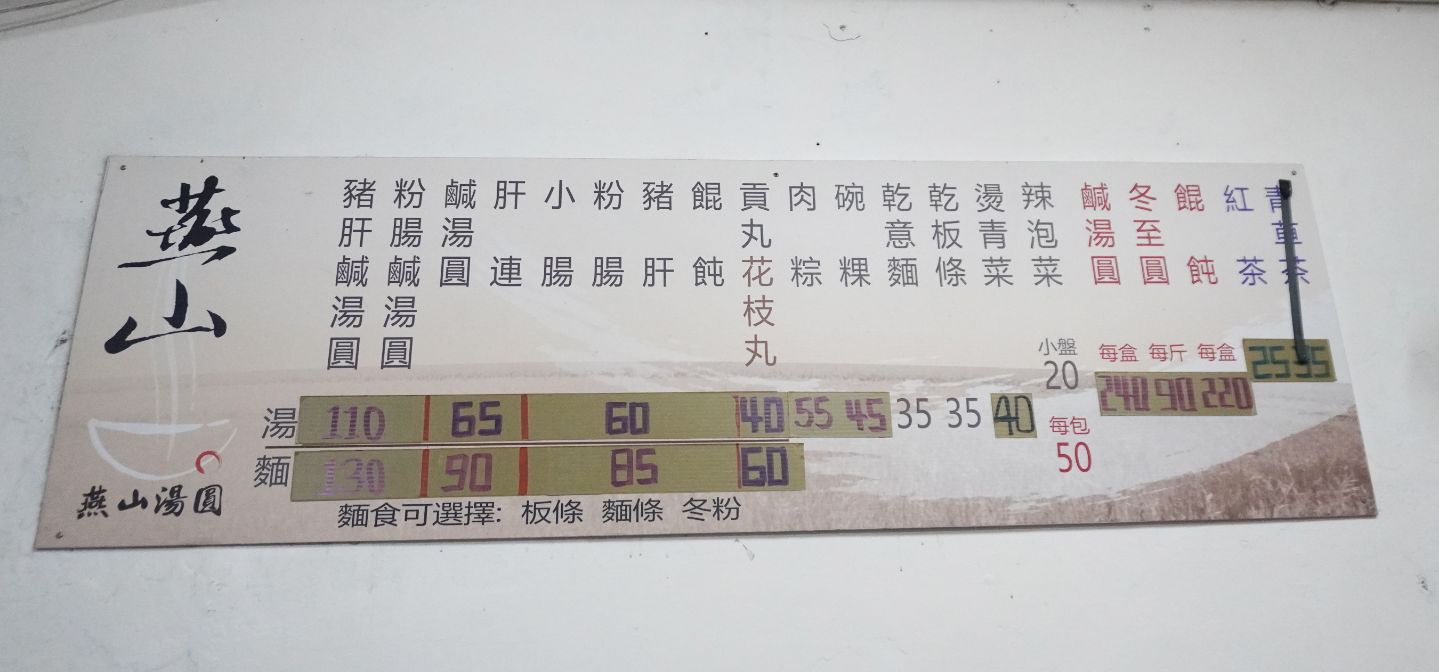 燕山
燕山湯圓
豬肝鹹湯圓
粉腸鹹湯圓
鹹湯圓
肝連
小腸
粉腸
豬肝
餛飩
貢丸花枝丸
肉粽
碗粿
乾意麵
乾板條
燙青菜
辣泡菜
鹹湯圓
冬至圓
餛飩
紅茶
青草茶
小盤
20
每包
50
每盒 每斤 每盒
240 90 220
25 35
湯 110 65 60 40 55 45 35 35 40
麵 130 90 85 60
麵食可選擇: 板條 麵條 冬粉